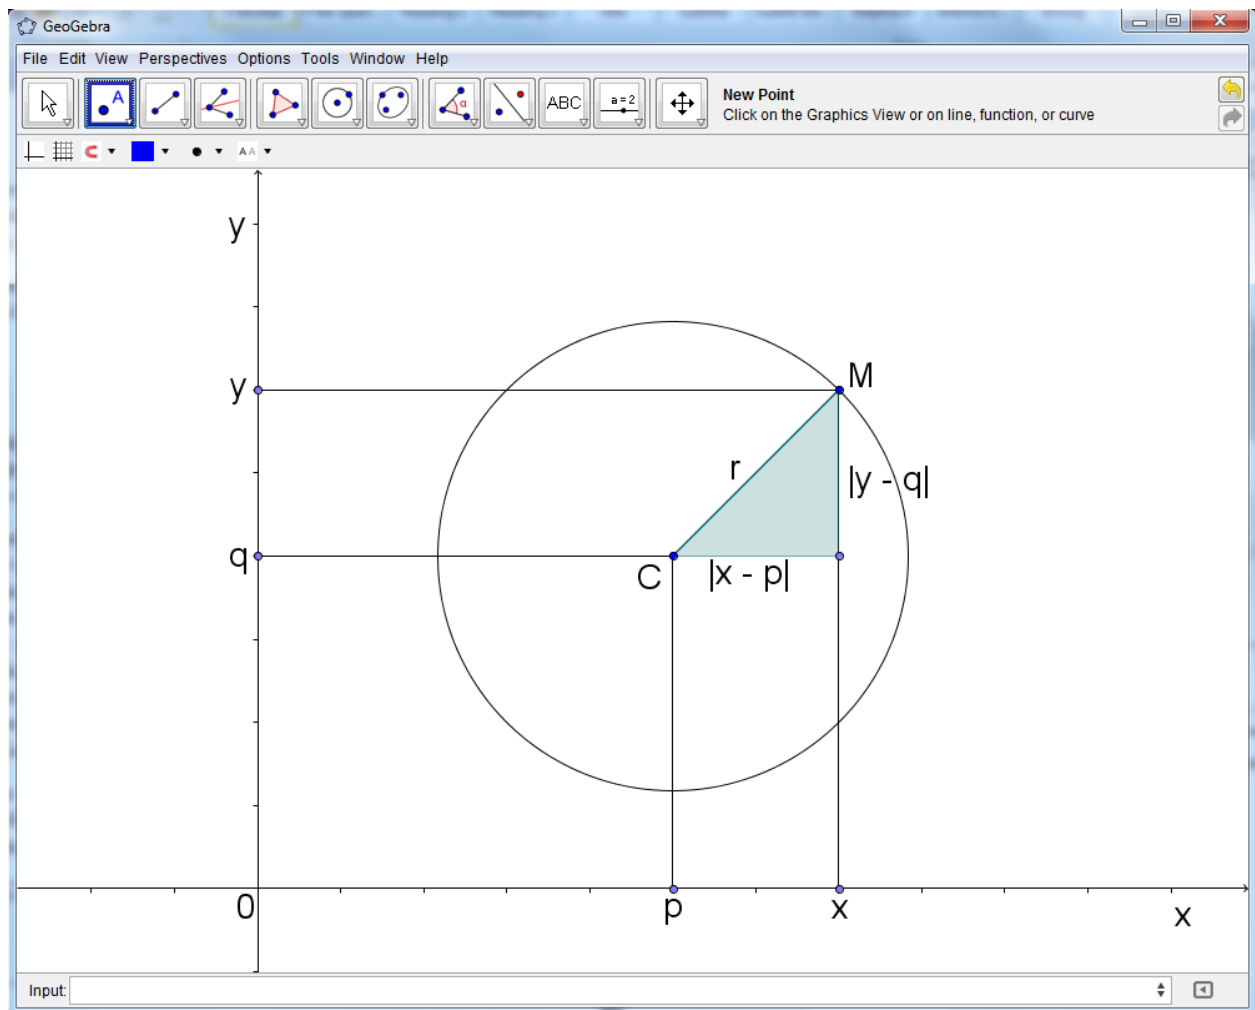 GeoGebra
File Edit View Perspectives Options Tools Window Help
A
α
ABC
a=2
New Point
Click on the Graphics View or on line, function, or curve
AA
y
y
M
r
|y - q|
q
C
|x - p|
0
p
x
x
Input: